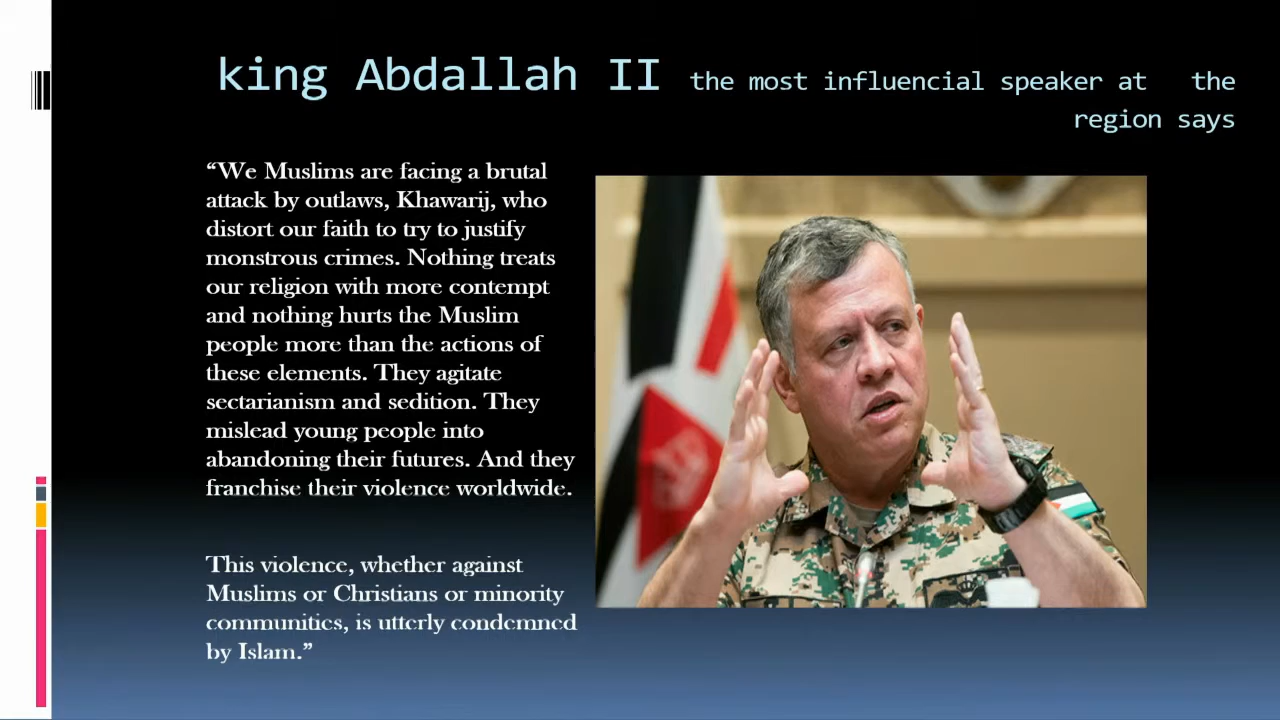 king Abdallah II the most influencial speaker at the
region says
“We Muslims are facing a brutal
attack by outlaws, Khawarij, who
distort our faith to try to justify
monstrous crimes. Nothing treats
our religion with more contempt
and nothing hurts the Muslim
people more than the actions of
these elements. They agitate
sectarianism and sedition. They
mislead young people into
abandoning their futures. And they
franchise their violence worldwide.
This violence, whether against
Muslims or Christians or minority
communities, is utterly condemned
by Islam.”